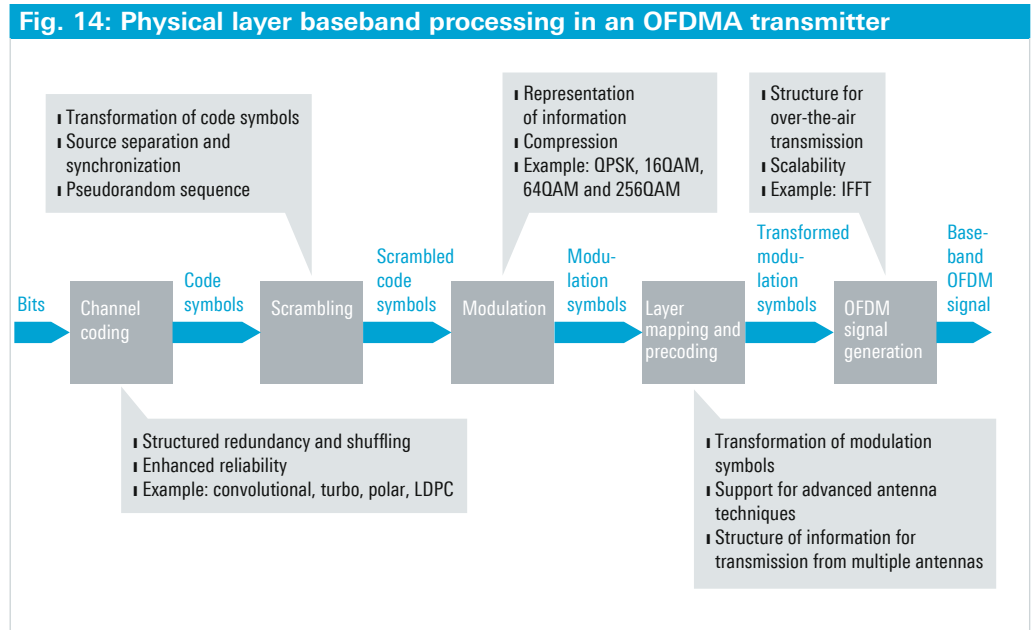 Fig. 14: Physical layer baseband processing in an OFDMA transmitter
Transformation of code symbols
Source separation and
synchronization
Pseudorandom sequence
Representation
of information
Compression
Example: QPSK, 16QAM,
64QAM and 256QAM
Structure for
over-the-air
transmission
Scalability
Example: IFFT
Bits
Channel
coding
Code
symbols
Scrambling
Scrambled
code
symbols
Modulation
Modu-
lation
symbols
Layer
mapping and
precoding
Transformed
modu-
lation
symbols
OFDM
signal
generation
Base-
band
OFDM
signal
Structured redundancy and shuffling
Enhanced reliability
Example: convolutional, turbo, polar, LDPC
Transformation of modulation
symbols
Support for advanced antenna
techniques
Structure of information for
transmission from multiple antennas